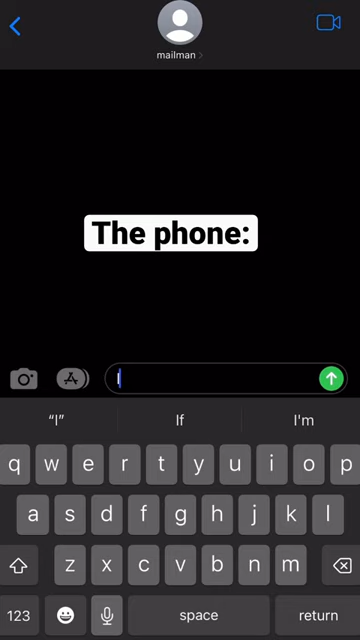 mailman >
The phone:
I
“I” If I'm
q w e r t y u i o p
a s d f g h j k l
z x c v b n m
123 space return